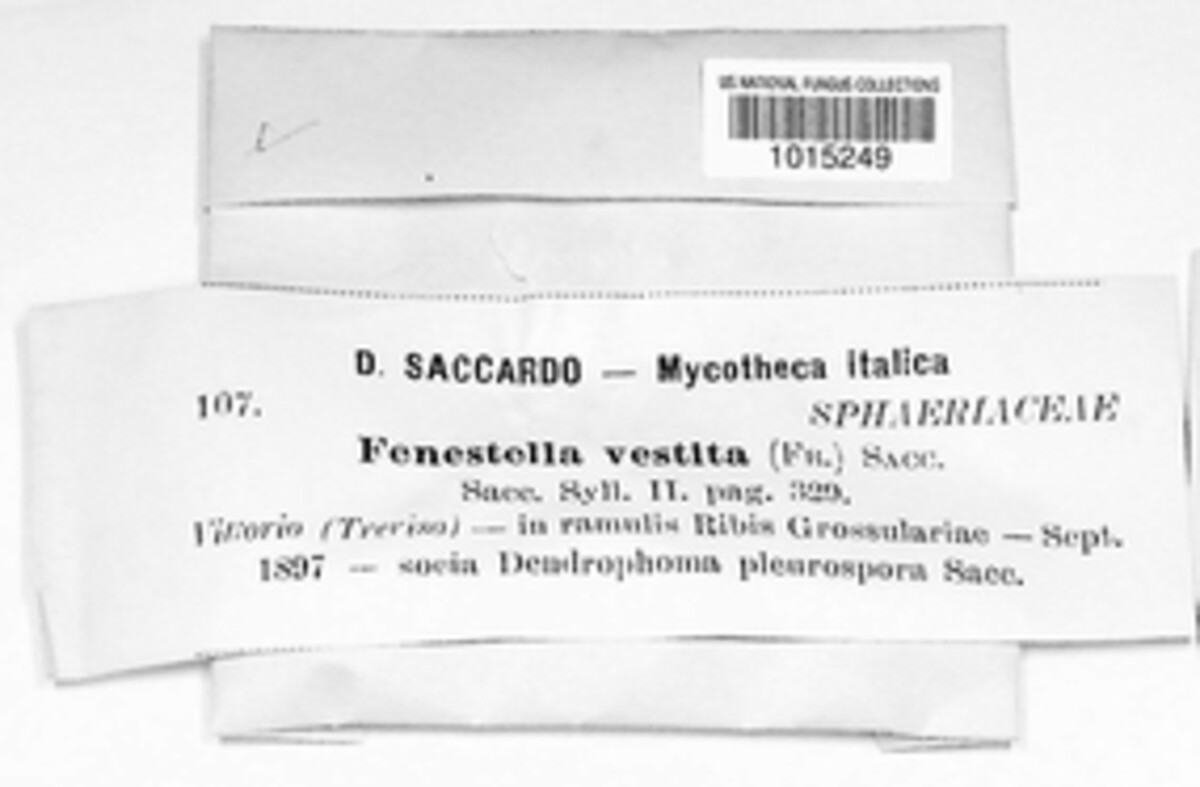 US NATIONAL FUNGUS COLLECTIONS
1015249
D. SACCARDO — Mycotheca italica
107.
SPHAERIACEAE
Fenestella vestita (Fr.) Sacc.
Sacc. Syll. II. pag. 329.
Vittorio (Treviso) — in ramulis Ribis Grossulariae — Sept.
1897 — socia Dendrophoma pleurospora Sacc.